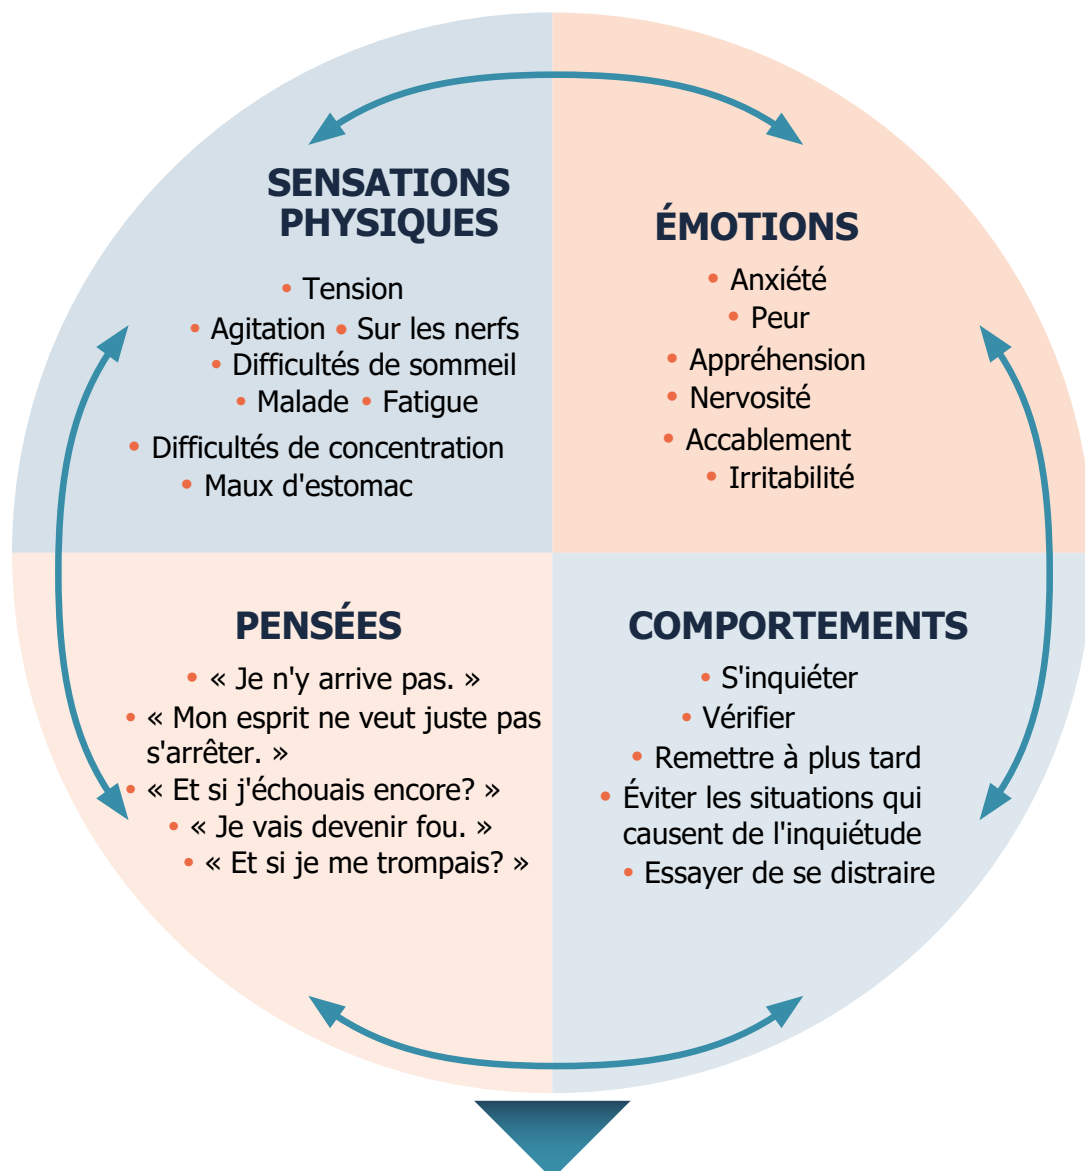 SENSATIONS
PHYSIQUES
• Tension
• Agitation • Sur les nerfs
• Difficultés de sommeil
• Malade • Fatigue
• Difficultés de concentration
• Maux d'estomac
ÉMOTIONS
• Anxiété
• Peur
• Appréhension
• Nervosité
• Accablement
• Irritabilité
PENSÉES
• « Je n'y arrive pas. »
• « Mon esprit ne veut juste pas
s'arrêter. »
• « Et si j'échouais encore? »
• « Je vais devenir fou. »
• « Et si je me trompais? »
COMPORTEMENTS
• S'inquiéter
• Vérifier
• Remettre à plus tard
• Éviter les situations qui
causent de l'inquiétude
• Essayer de se distraire